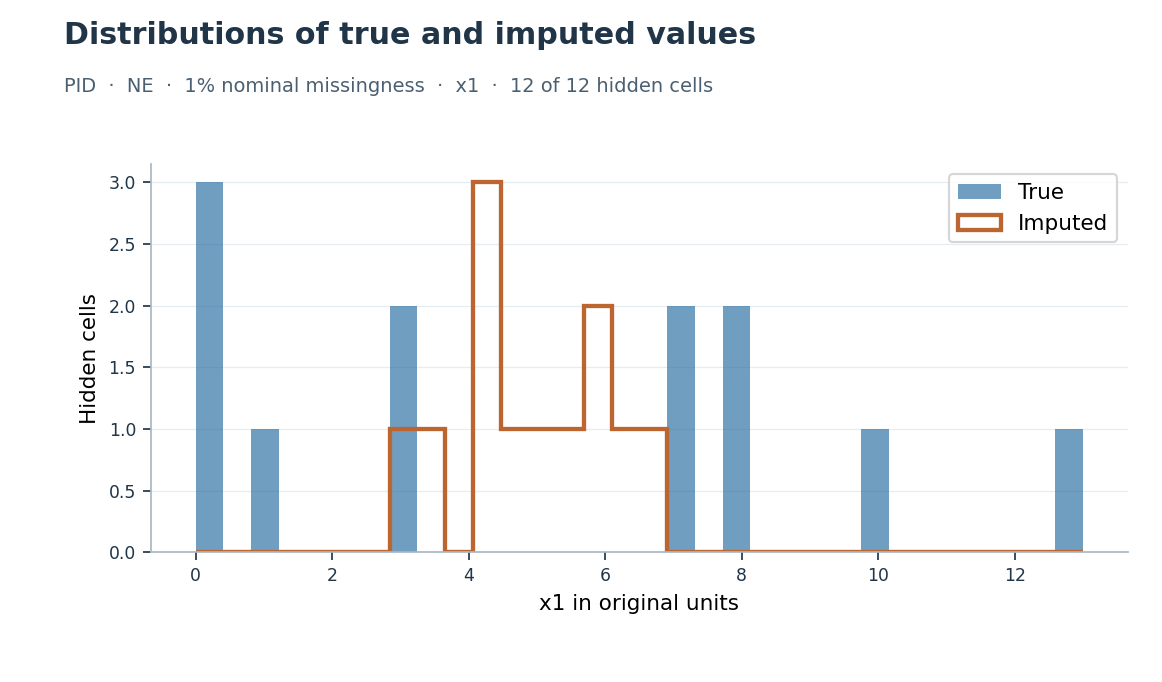 Distributions of true and imputed values
PID · NE · 1% nominal missingness · x1 · 12 of 12 hidden cells
3.0
2.5
2.0
1.5
1.0
0.5
0.0
Hidden cells
True
Imputed
0 2 4 6 8 10 12
x1 in original units